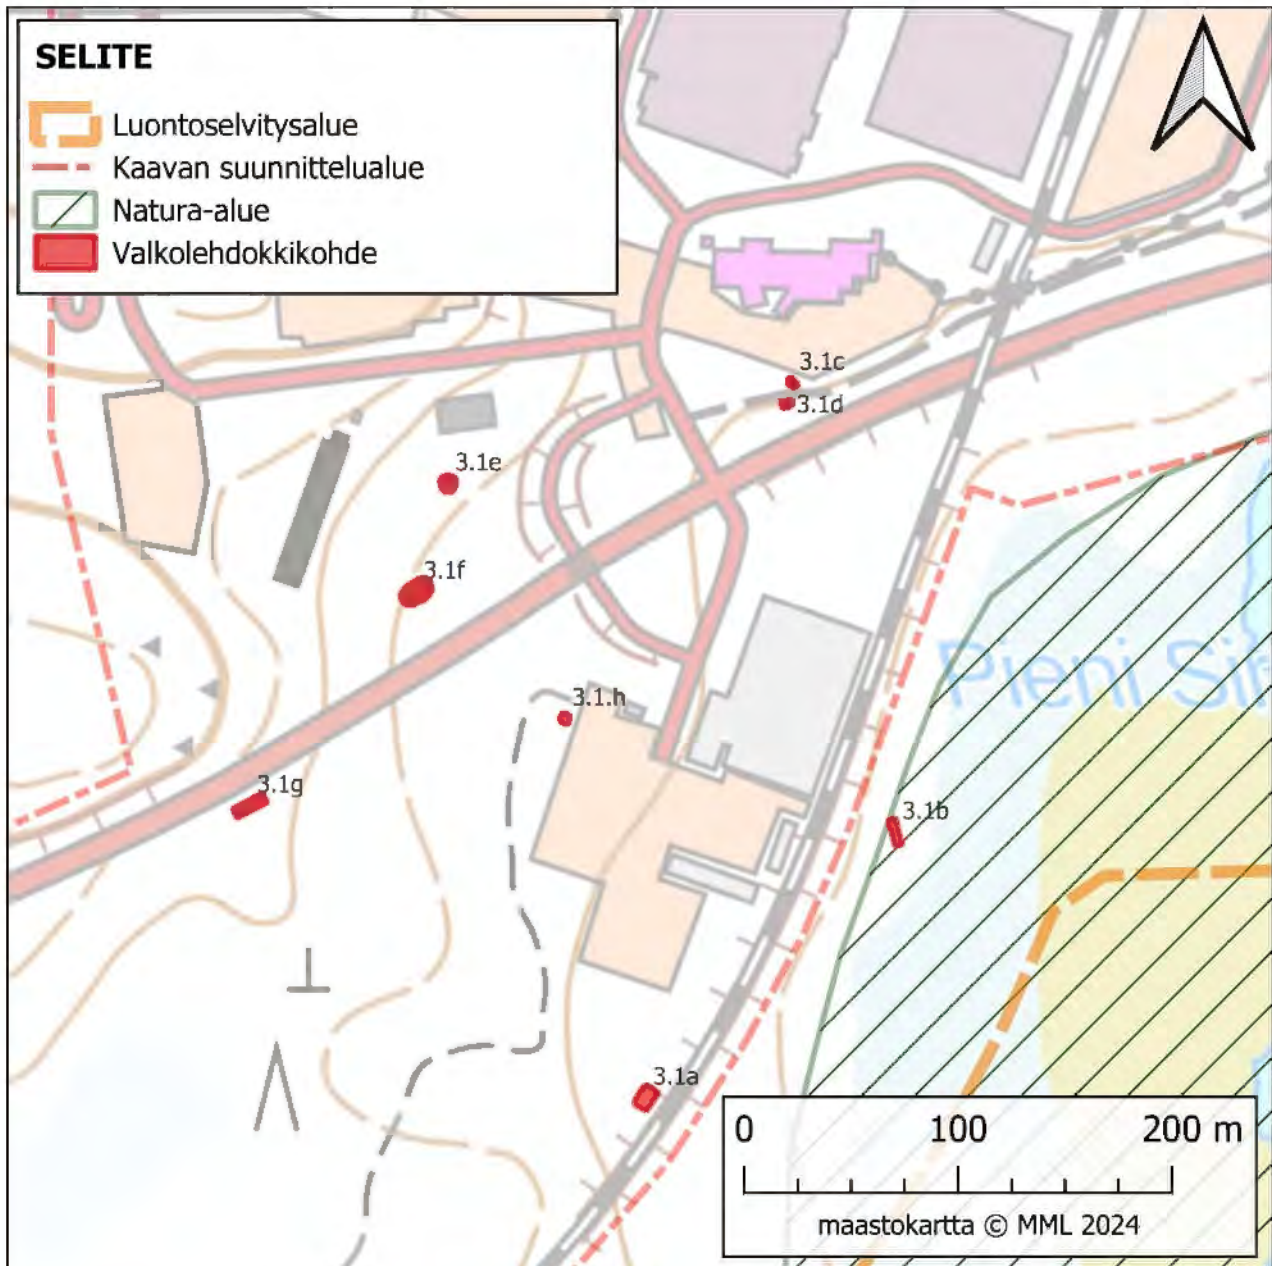 SELITE
Luontoselvitysalue
Kaavan suunnittelualue
Natura-alue
Valkolehdokkikohde
3.1c
3.1d
3.1e
3.1f
3.1.h
3.1g
3.1b
3.1a
Pieni
0 100 200 m
maastokartta © MML 2024